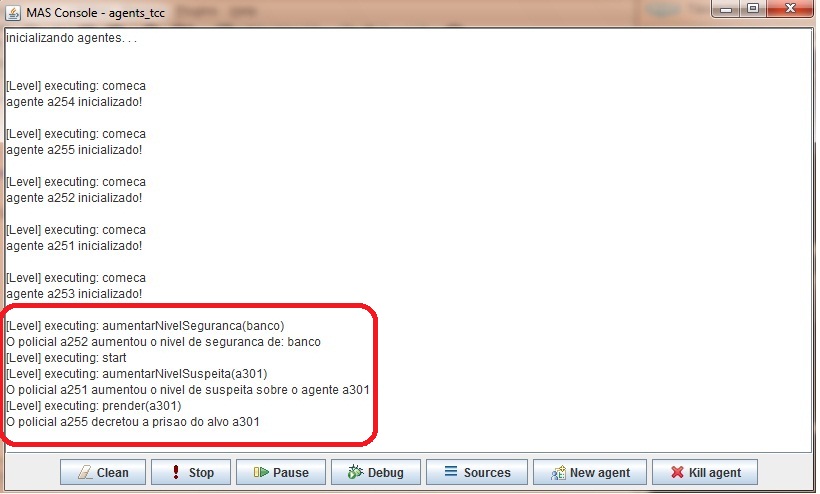 MAS Console - agents_tcc
inicializando agentes. . .
[Level] executing: comeca
agente a254 inicializado!
[Level] executing: comeca
agente a255 inicializado!
[Level] executing: comeca
agente a252 inicializado!
[Level] executing: comeca
agente a251 inicializado!
[Level] executing: comeca
agente a253 inicializado!
[Level] executing: aumentarNivelSeguranca(banco)
O policial a252 aumentou o nivel de seguranca de: banco
[Level] executing: start
[Level] executing: aumentarNivelSuspeita(a301)
O policial a251 aumentou o nivel de suspeita sobre o agente a301
[Level] executing: prender(a301)
O policial a255 decretou a prisao do alvo a301
Clean Stop Pause Debug Sources New agent Kill agent